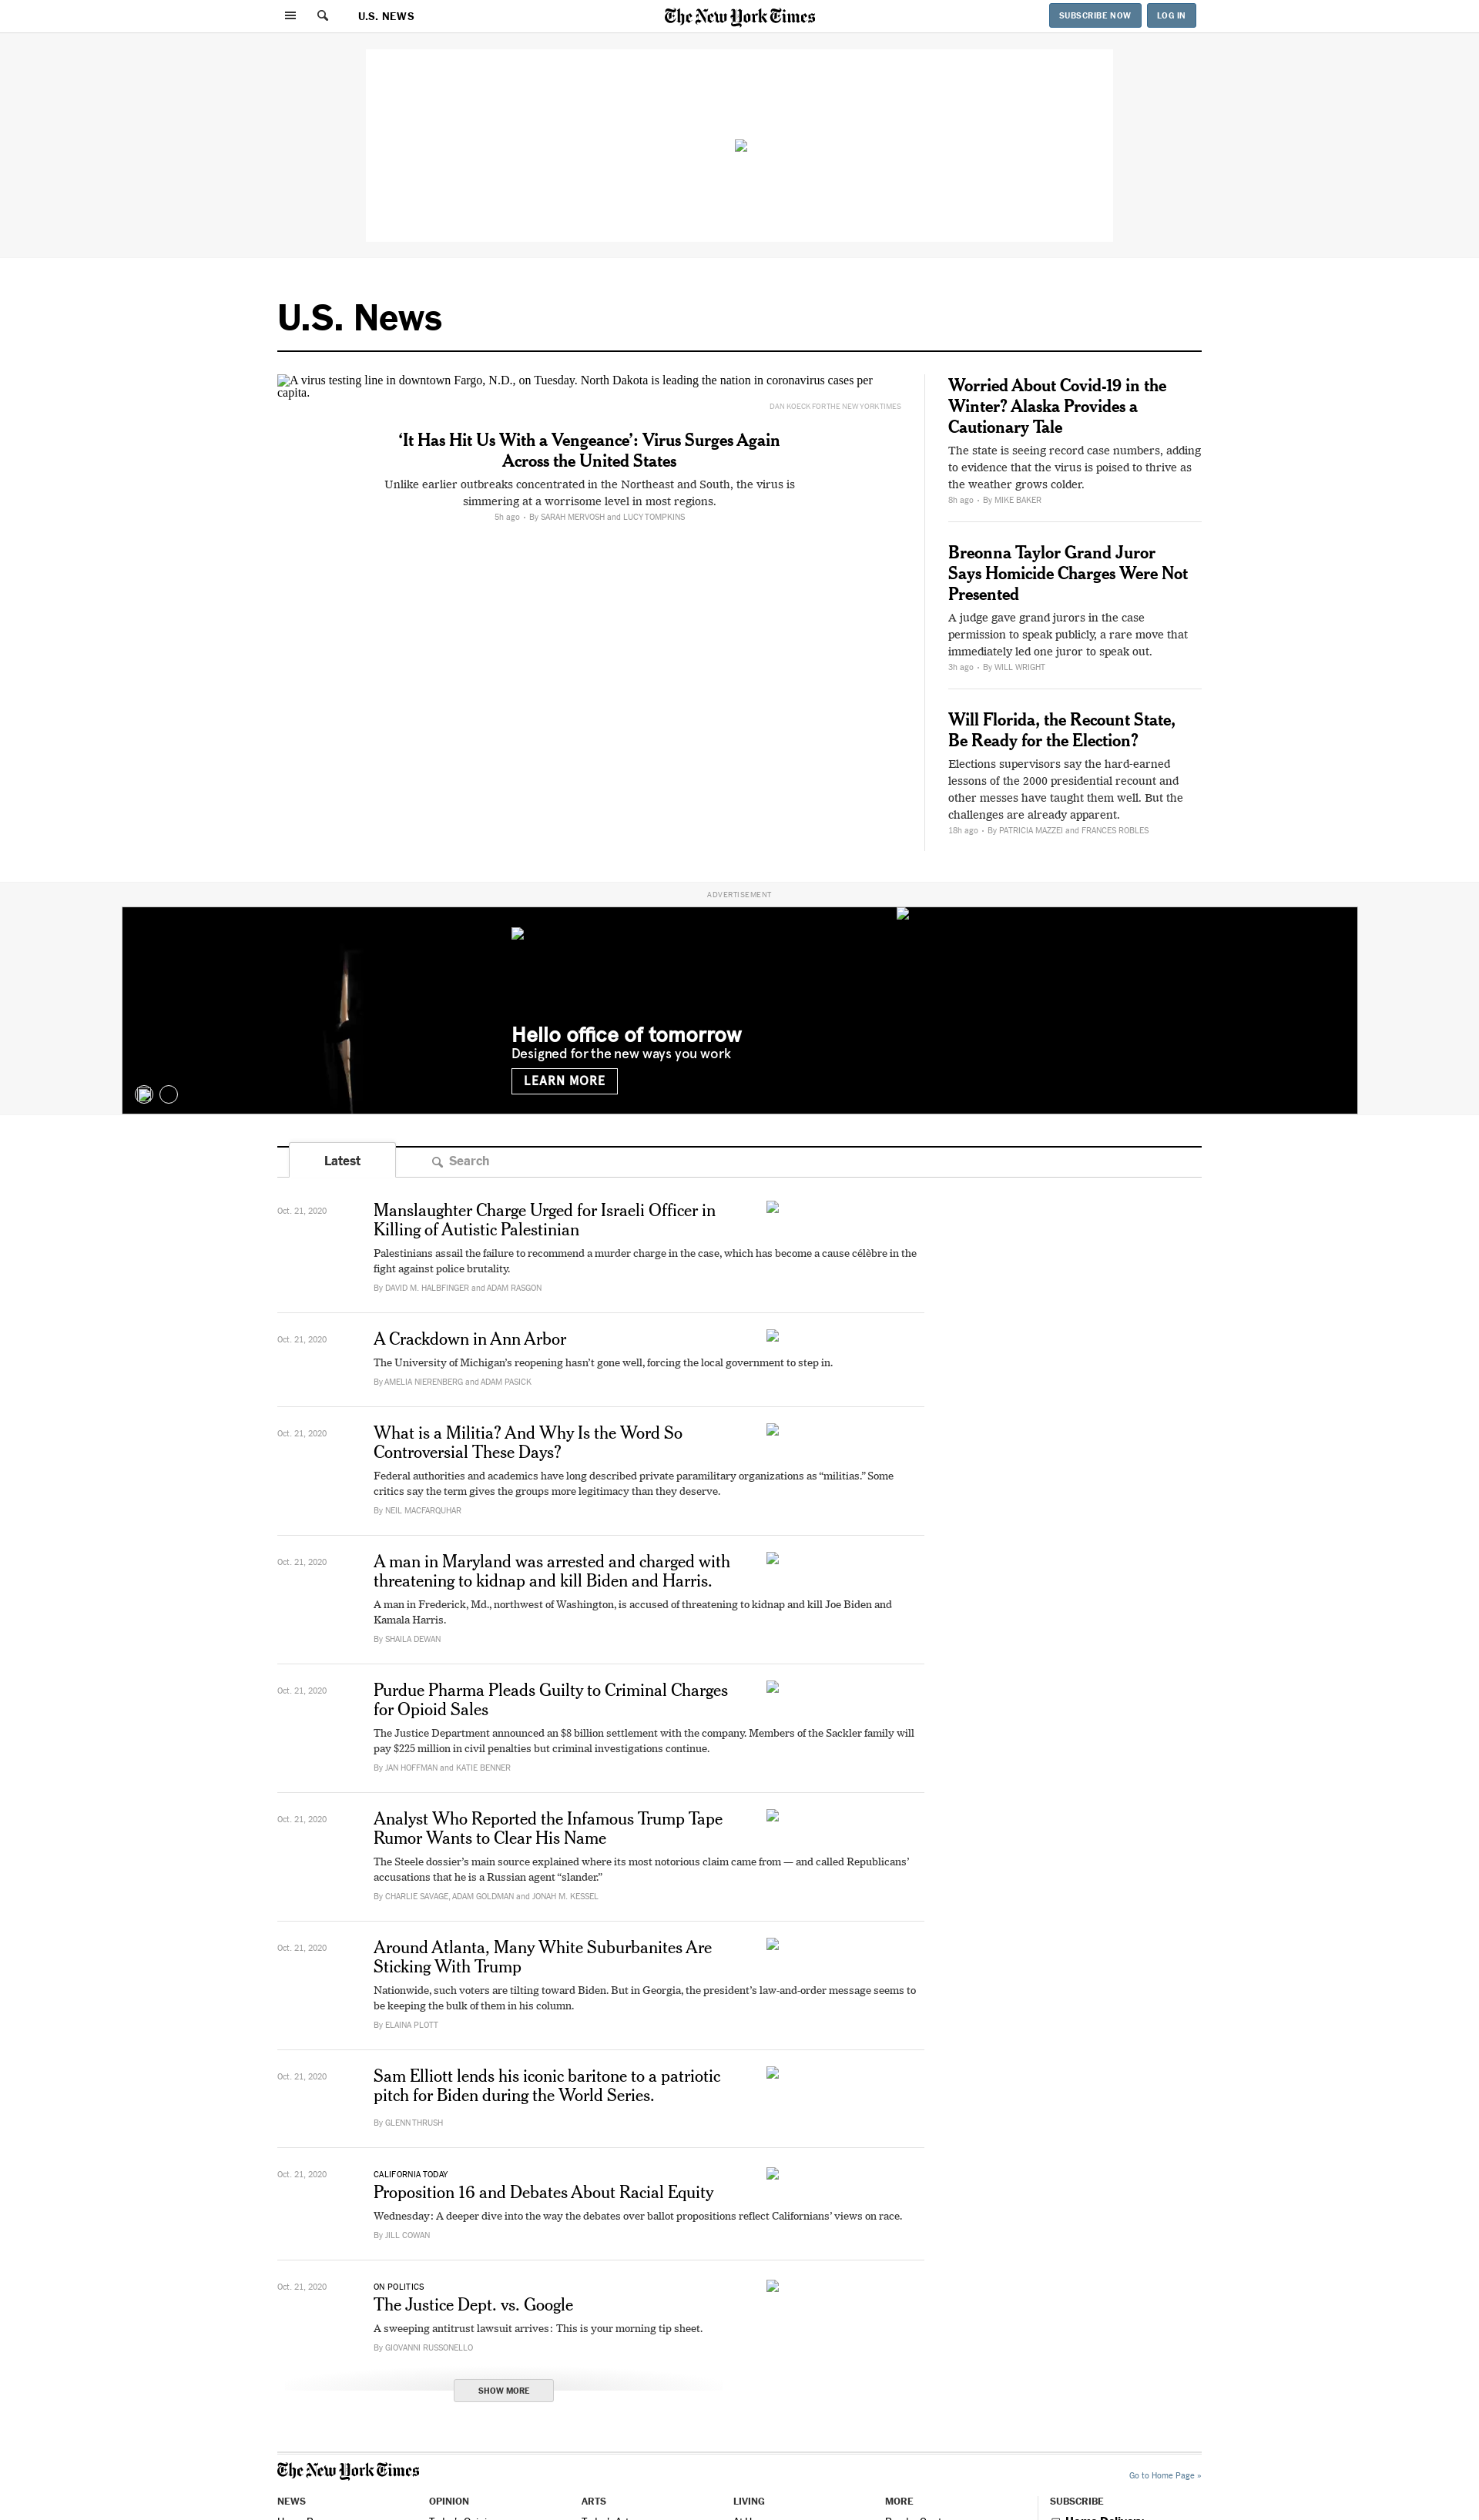 U.S. NEWS
The New York Times
SUBSCRIBE NOW
LOG IN
U.S. News
A virus testing line in downtown Fargo, N.D., on Tuesday. North Dakota is leading the nation in coronavirus cases per
capita.
DAN KOECK FOR THE NEW YORK TIMES
‘It Has Hit Us With a Vengeance’: Virus Surges Again
Across the United States
Unlike earlier outbreaks concentrated in the Northeast and South, the virus is
simmering at a worrisome level in most regions.
5h ago • By SARAH MERVOSH and LUCY TOMPKINS
Worried About Covid-19 in the
Winter? Alaska Provides a
Cautionary Tale
The state is seeing record case numbers, adding
to evidence that the virus is poised to thrive as
the weather grows colder.
8h ago • By MIKE BAKER
Breonna Taylor Grand Juror
Says Homicide Charges Were Not
Presented
A judge gave grand jurors in the case
permission to speak publicly, a rare move that
immediately led one juror to speak out.
3h ago • By WILL WRIGHT
Will Florida, the Recount State,
Be Ready for the Election?
Elections supervisors say the hard-earned
lessons of the 2000 presidential recount and
other messes have taught them well. But the
challenges are already apparent.
18h ago • By PATRICIA MAZZEI and FRANCES ROBLES
ADVERTISEMENT
Hello office of tomorrow
Designed for the new ways you work
LEARN MORE
Latest
Search
Oct. 21, 2020
Manslaughter Charge Urged for Israeli Officer in
Killing of Autistic Palestinian
Palestinians assail the failure to recommend a murder charge in the case, which has become a cause célèbre in the
fight against police brutality.
By DAVID M. HALBFINGER and ADAM RASGON
Oct. 21, 2020
A Crackdown in Ann Arbor
The University of Michigan’s reopening hasn’t gone well, forcing the local government to step in.
By AMELIA NIERENBERG and ADAM PASICK
Oct. 21, 2020
What is a Militia? And Why Is the Word So
Controversial These Days?
Federal authorities and academics have long described private paramilitary organizations as “militias.” Some
critics say the term gives the groups more legitimacy than they deserve.
By NEIL MACFARQUHAR
Oct. 21, 2020
A man in Maryland was arrested and charged with
threatening to kidnap and kill Biden and Harris.
A man in Frederick, Md., northwest of Washington, is accused of threatening to kidnap and kill Joe Biden and
Kamala Harris.
By SHAILA DEWAN
Oct. 21, 2020
Purdue Pharma Pleads Guilty to Criminal Charges
for Opioid Sales
The Justice Department announced an $8 billion settlement with the company. Members of the Sackler family will
pay $225 million in civil penalties but criminal investigations continue.
By JAN HOFFMAN and KATIE BENNER
Oct. 21, 2020
Analyst Who Reported the Infamous Trump Tape
Rumor Wants to Clear His Name
The Steele dossier’s main source explained where its most notorious claim came from — and called Republicans’
accusations that he is a Russian agent “slander.”
By CHARLIE SAVAGE, ADAM GOLDMAN and JONAH M. KESSEL
Oct. 21, 2020
Around Atlanta, Many White Suburbanites Are
Sticking With Trump
Nationwide, such voters are tilting toward Biden. But in Georgia, the president’s law-and-order message seems to
be keeping the bulk of them in his column.
By ELAINA PLOTT
Oct. 21, 2020
Sam Elliott lends his iconic baritone to a patriotic
pitch for Biden during the World Series.
By GLENN THRUSH
Oct. 21, 2020
CALIFORNIA TODAY
Proposition 16 and Debates About Racial Equity
Wednesday: A deeper dive into the way the debates over ballot propositions reflect Californians’ views on race.
By JILL COWAN
Oct. 21, 2020
ON POLITICS
The Justice Dept. vs. Google
A sweeping antitrust lawsuit arrives: This is your morning tip sheet.
By GIOVANNI RUSSONELLO
SHOW MORE
The New York Times
Go to Home Page »
NEWS
OPINION
ARTS
LIVING
MORE
SUBSCRIBE